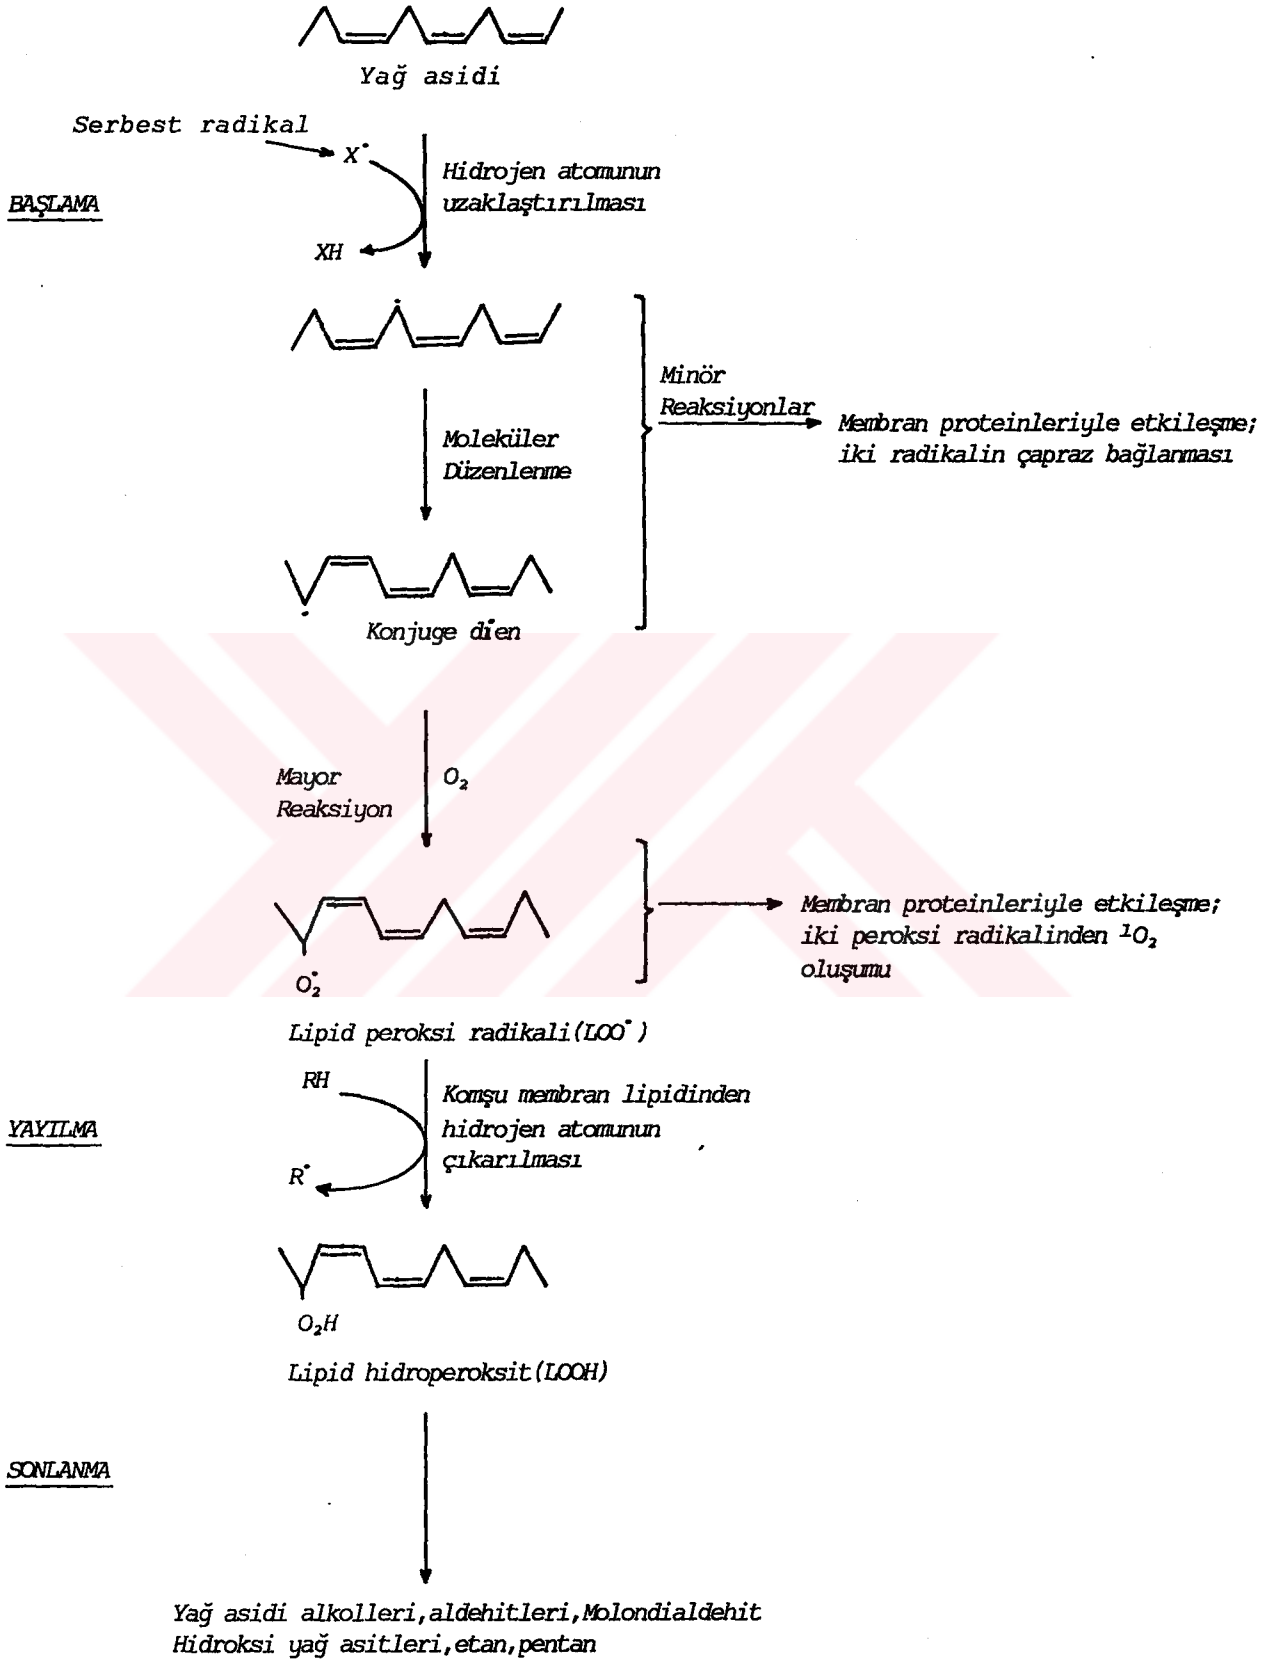 Yağ asidi
Serbest radikal
X•
Hidrojen atomunun
uzaklaştırılması
BAŞLAMA
XH
Minör
Reaksiyonlar
Membran proteinleriyle etkileşme;
iki radikalin çapraz bağlanması
Moleküler
Düzenlenme
Konjuge dien
Mayor
Reaksiyon
O₂
Membran proteinleriyle etkileşme;
iki peroksi radikalinden ¹O₂
oluşumu
O₂•
Lipid peroksi radikali(LOO•)
RH
Komşu membran lipidinden
hidrojen atomunun
çıkarılması
YAYILMA
R•
O₂H
Lipid hidroperoksit(LOOH)
SONLANMA
Yağ asidi alkolleri,aldehitleri,Molondialdehit
Hidroksi yağ asitleri,etan,pentan